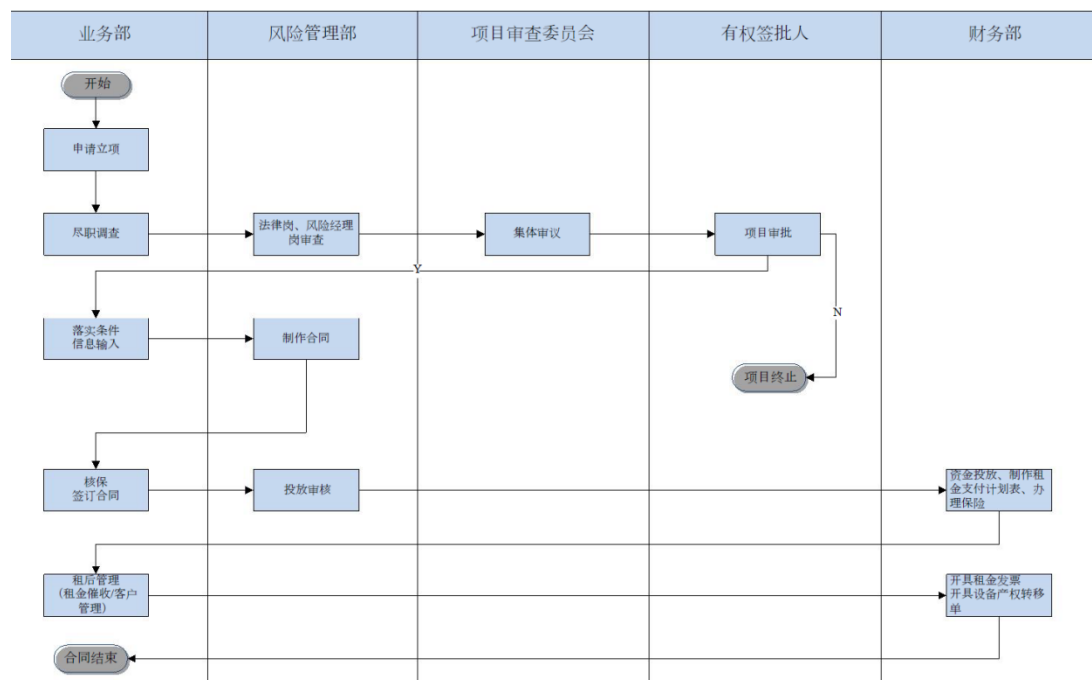 业务部
风险管理部
项目审查委员会
有权签批人
财务部
开始
申请立项
尽职调查
法律岗、风险经理
岗审查
集体审议
项目审批
Y
N
落实条件
信息输入
制作合同
项目终止
核保
签订合同
投放审核
资金投放、制作租
金支付计划表、办
理保险
租后管理
（租金催收/客户
管理）
开具租金发票
开具设备产权转移
单
合同结束